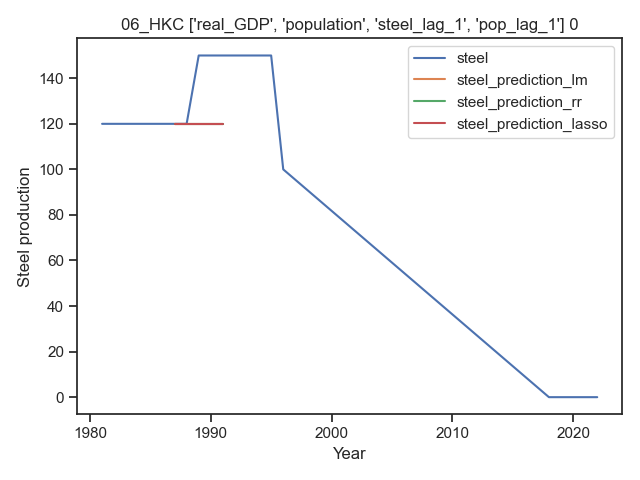 06_HKC ['real_GDP', 'population', 'steel_lag_1', 'pop_lag_1'] 0
steel
steel_prediction_lm
steel_prediction_rr
steel_prediction_lasso
Steel production
140
120
100
80
60
40
20
0
1980
1990
2000
2010
2020
Year